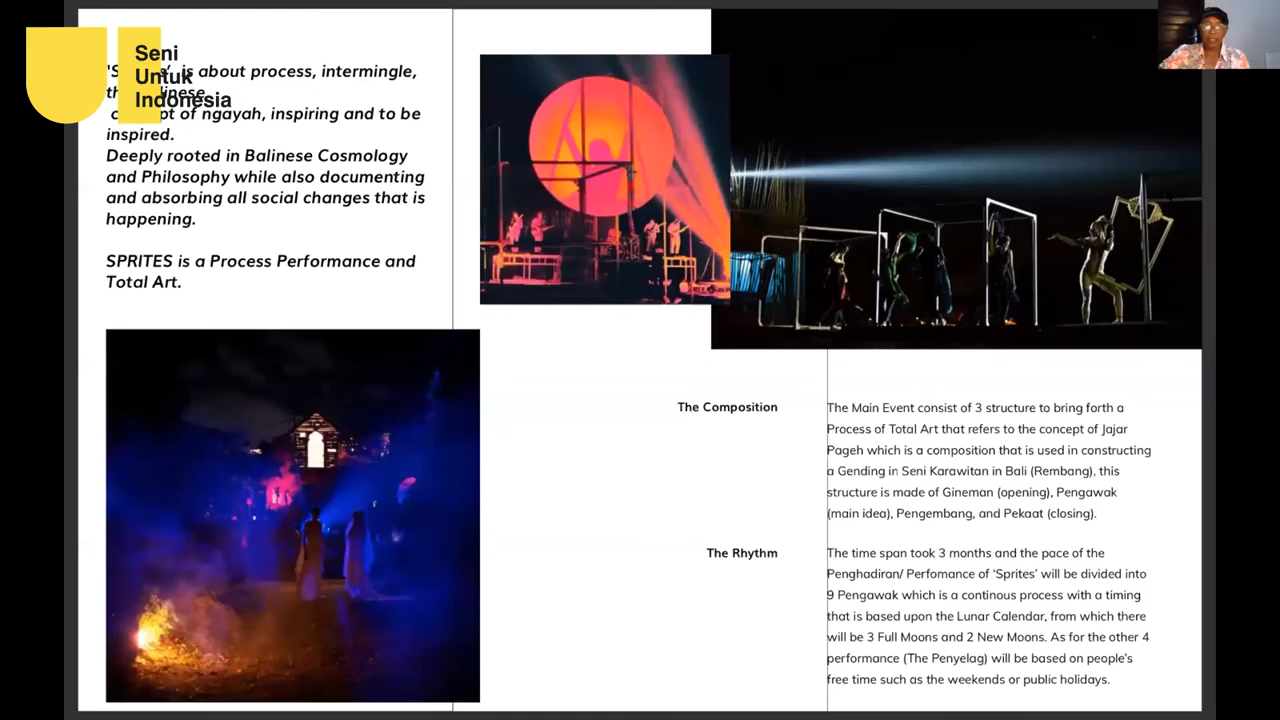 Seni
Untuk
Indonesia
is about process, intermingle,
of ngayah, inspiring and to be
inspired.
Deeply rooted in Balinese Cosmology
and Philosophy while also documenting
and absorbing all social changes that is
happening.
SPRITES is a Process Performance and
Total Art.
The Composition
The Main Event consist of 3 structure to bring forth a
Process of Total Art that refers to the concept of Jajar
Pageh which is a composition that is used in constructing
a Gending in Seni Karawitan in Bali (Rembang), this
structure is made of Gineman (opening), Pengawak
(main idea), Pengembang, and Pekaat (closing).
The Rhythm
The time span took 3 months and the pace of the
Penghadiran/ Perfomance of ‘Sprites’ will be divided into
9 Pengawak which is a continous process with a timing
that is based upon the Lunar Calendar, from which there
will be 3 Full Moons and 2 New Moons. As for the other 4
performance (The Penyelag) will be based on people’s
free time such as the weekends or public holidays.